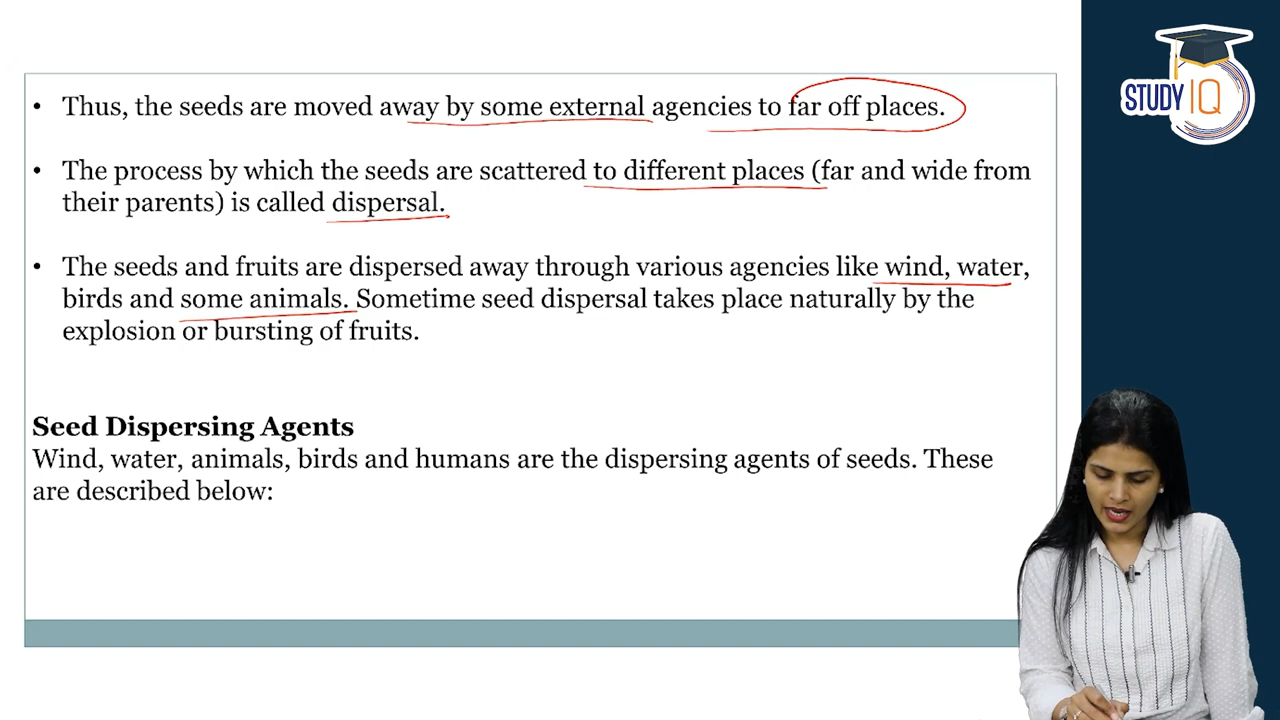 • Thus, the seeds are moved away by some external agencies to far off places.
• The process by which the seeds are scattered to different places (far and wide from
their parents) is called dispersal.
• The seeds and fruits are dispersed away through various agencies like wind, water,
birds and some animals. Sometime seed dispersal takes place naturally by the
explosion or bursting of fruits.
Seed Dispersing Agents
Wind, water, animals, birds and humans are the dispersing agents of seeds. These
are described below:
STUDY IQ